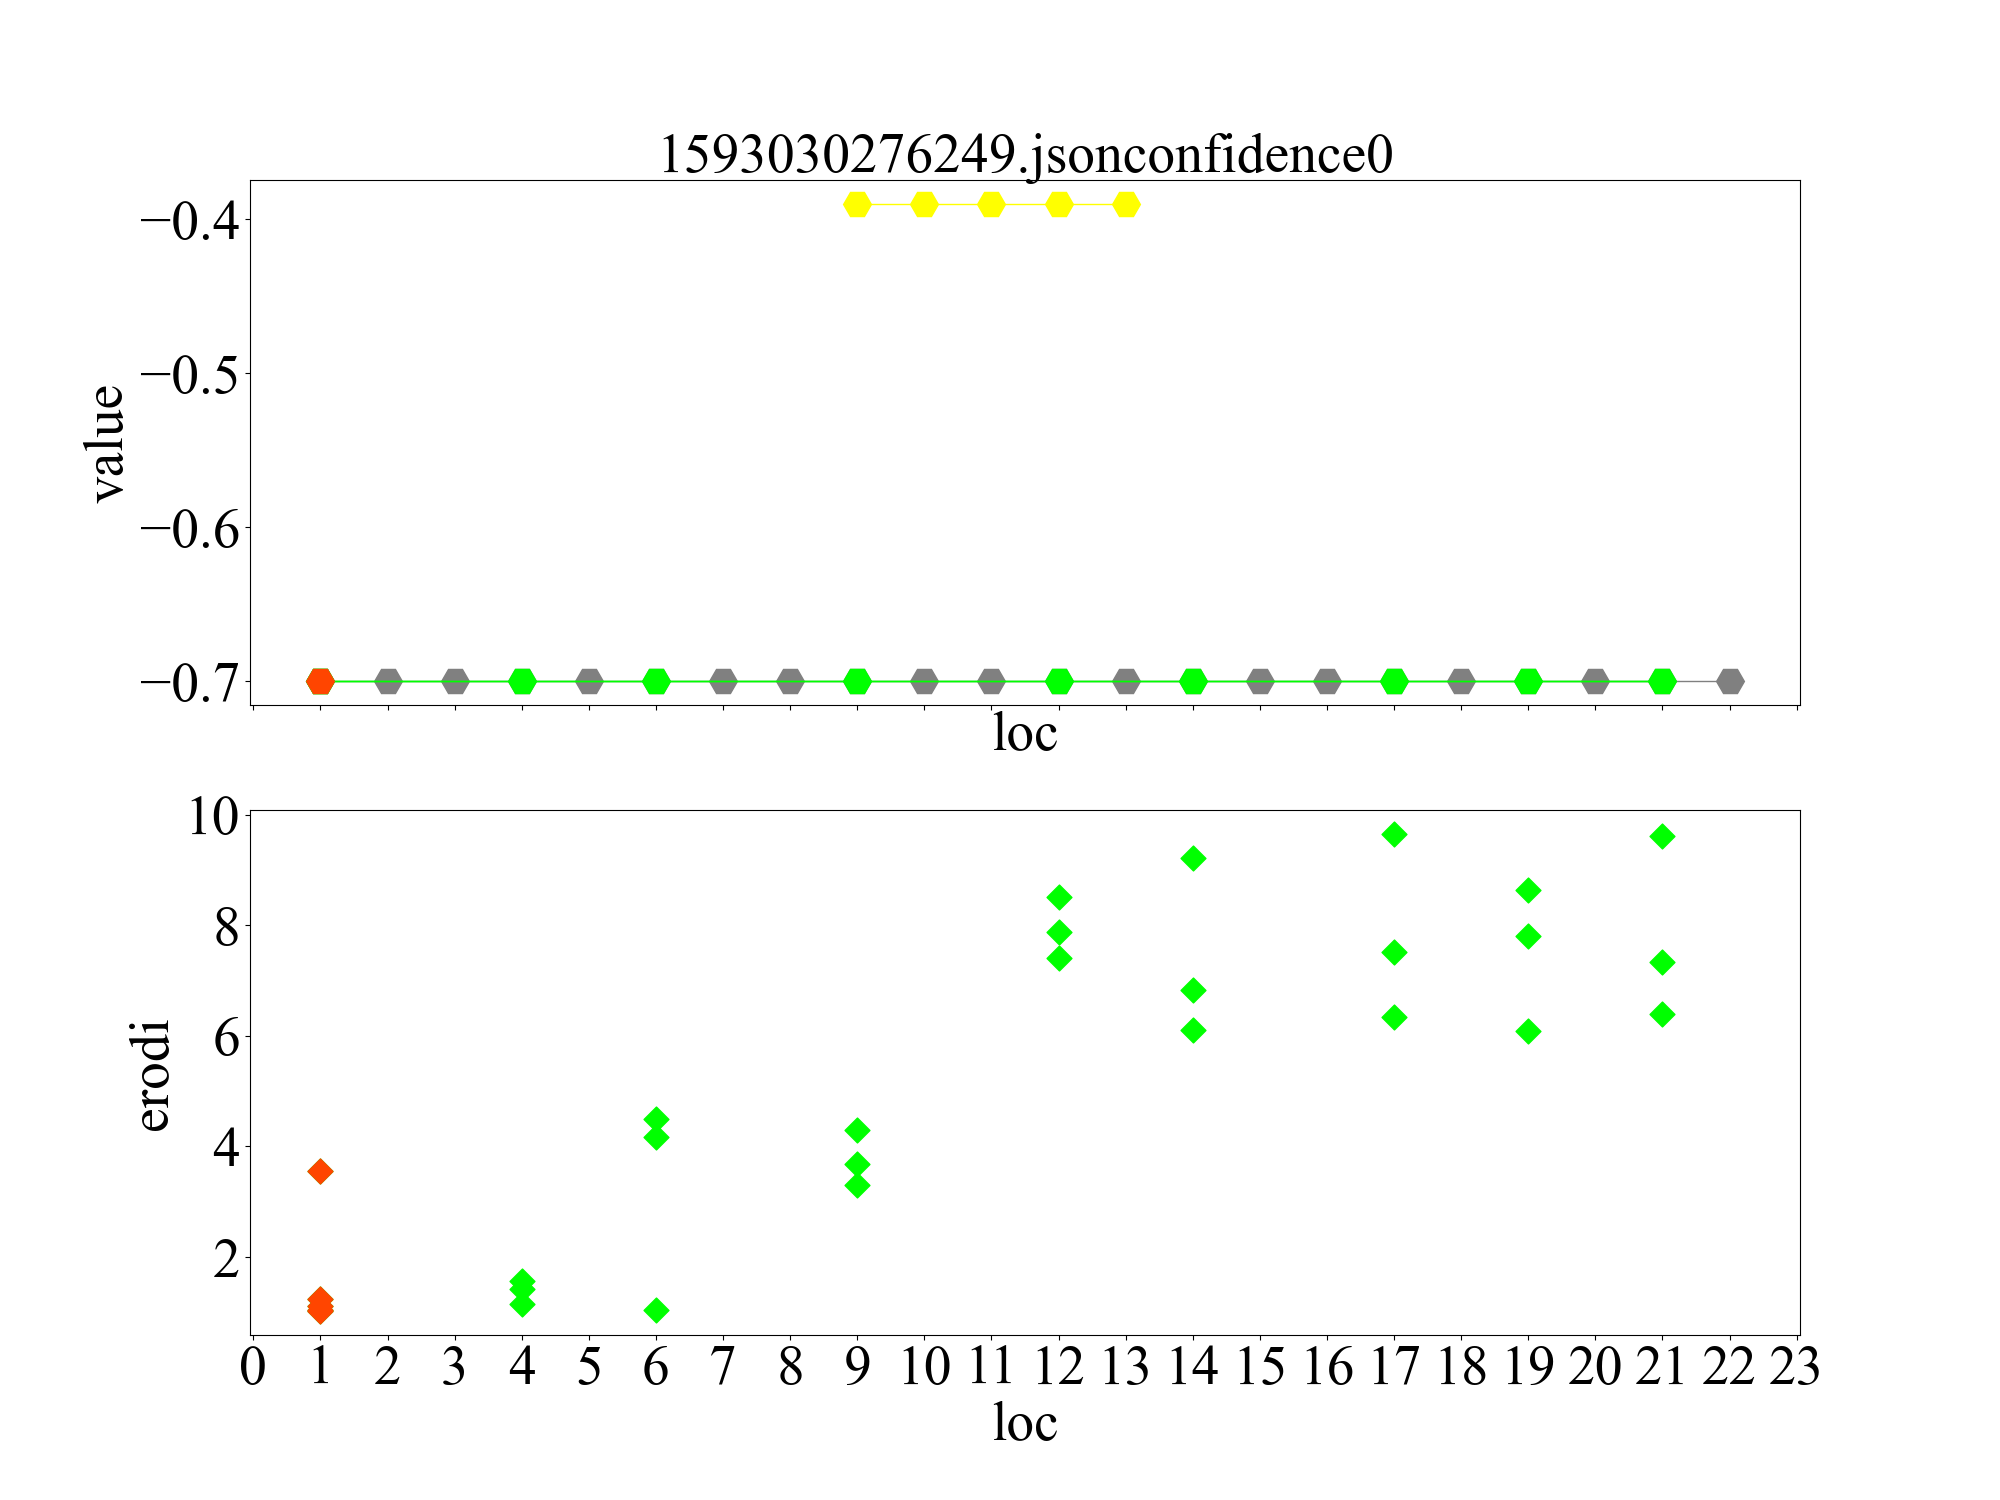 1593030276249.jsonconfidence0
−0.4
−0.5
−0.6
−0.7
value
loc
10
8
6
4
2
erodi
0 1 2 3 4 5 6 7 8 9 10 11 12 13 14 15 16 17 18 19 20 21 22 23
loc